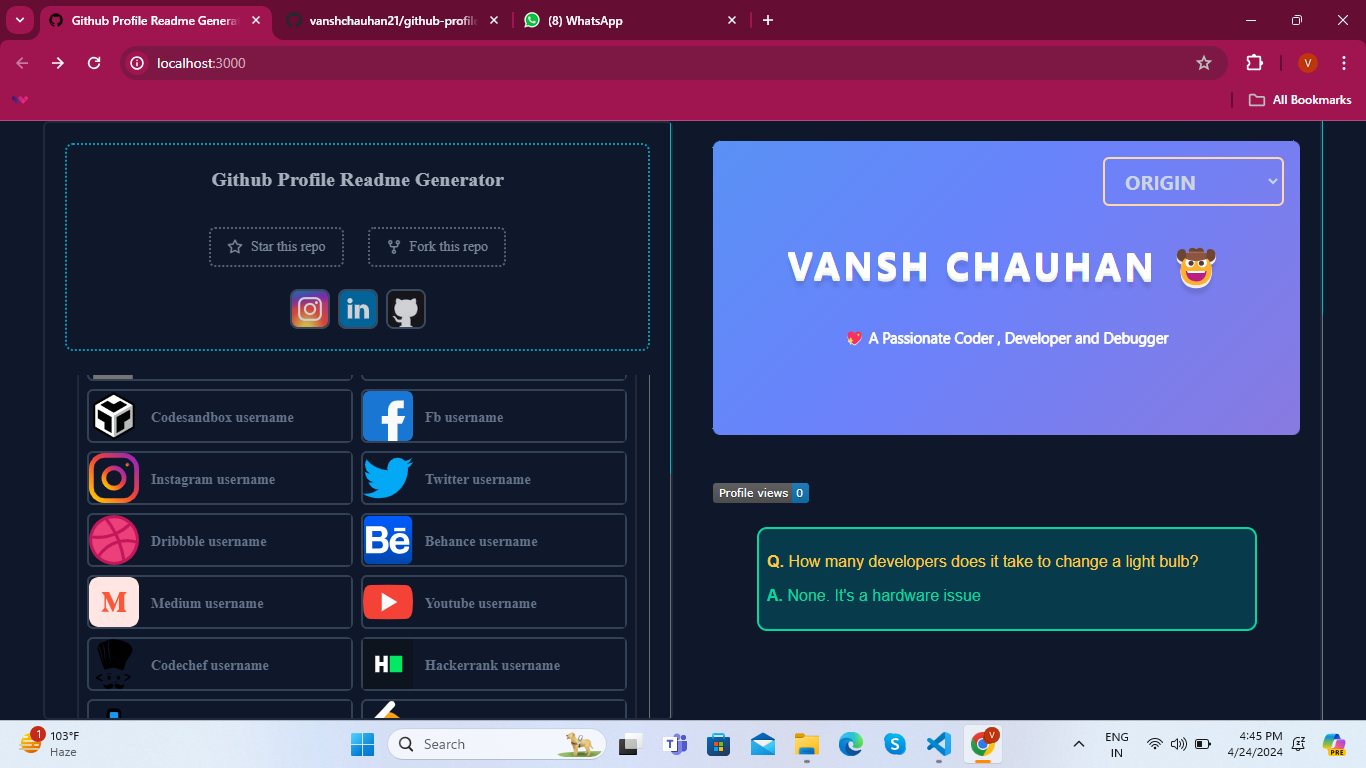 Github Profile Readme Genera
vanshchauhan21/github-profile
(8) WhatsApp
localhost:3000
V
All Bookmarks
Github Profile Readme Generator
Star this repo
Fork this repo
in
Codesandbox username
Fb username
Instagram username
Twitter username
Dribbble username
Bē
Behance username
M
Medium username
Youtube username
Codechef username
H
Hackerrank username
ORIGIN
VANSH CHAUHAN 🤠
💖 A Passionate Coder , Developer and Debugger
Profile views 0
Q. How many developers does it take to change a light bulb?
A. None. It's a hardware issue
1
103°F
Haze
Search
V
ENG
IN
4:45 PM
4/24/2024
PRE